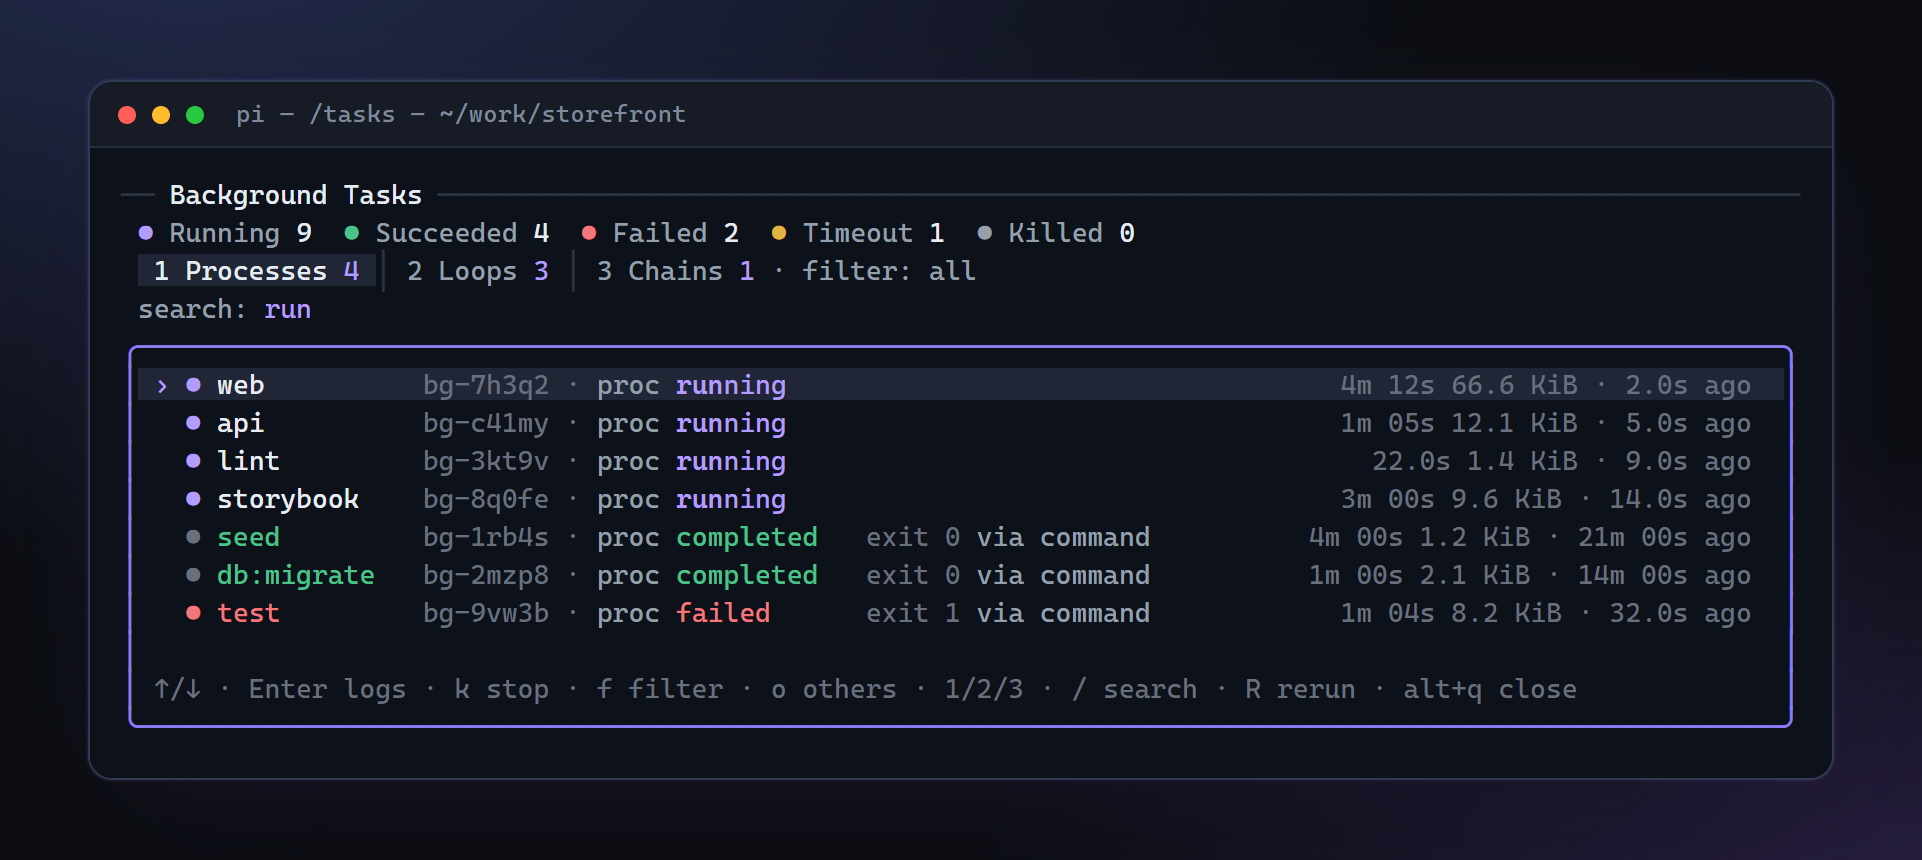 pi — /tasks — ~/work/storefront
Background Tasks
● Running 9 ● Succeeded 4 ● Failed 2 ● Timeout 1 ● Killed 0
1 Processes 4 │ 2 Loops 3 │ 3 Chains 1 · filter: all
search: run
› ● web bg-7h3q2 · proc running 4m 12s 66.6 KiB · 2.0s ago
● api bg-c41my · proc running 1m 05s 12.1 KiB · 5.0s ago
● lint bg-3kt9v · proc running 22.0s 1.4 KiB · 9.0s ago
● storybook bg-8q0fe · proc running 3m 00s 9.6 KiB · 14.0s ago
● seed bg-1rb4s · proc completed exit 0 via command 4m 00s 1.2 KiB · 21m 00s ago
● db:migrate bg-2mzp8 · proc completed exit 0 via command 1m 00s 2.1 KiB · 14m 00s ago
● test bg-9vw3b · proc failed exit 1 via command 1m 04s 8.2 KiB · 32.0s ago
↑/↓ · Enter logs · k stop · f filter · o others · 1/2/3 · / search · R rerun · alt+q close